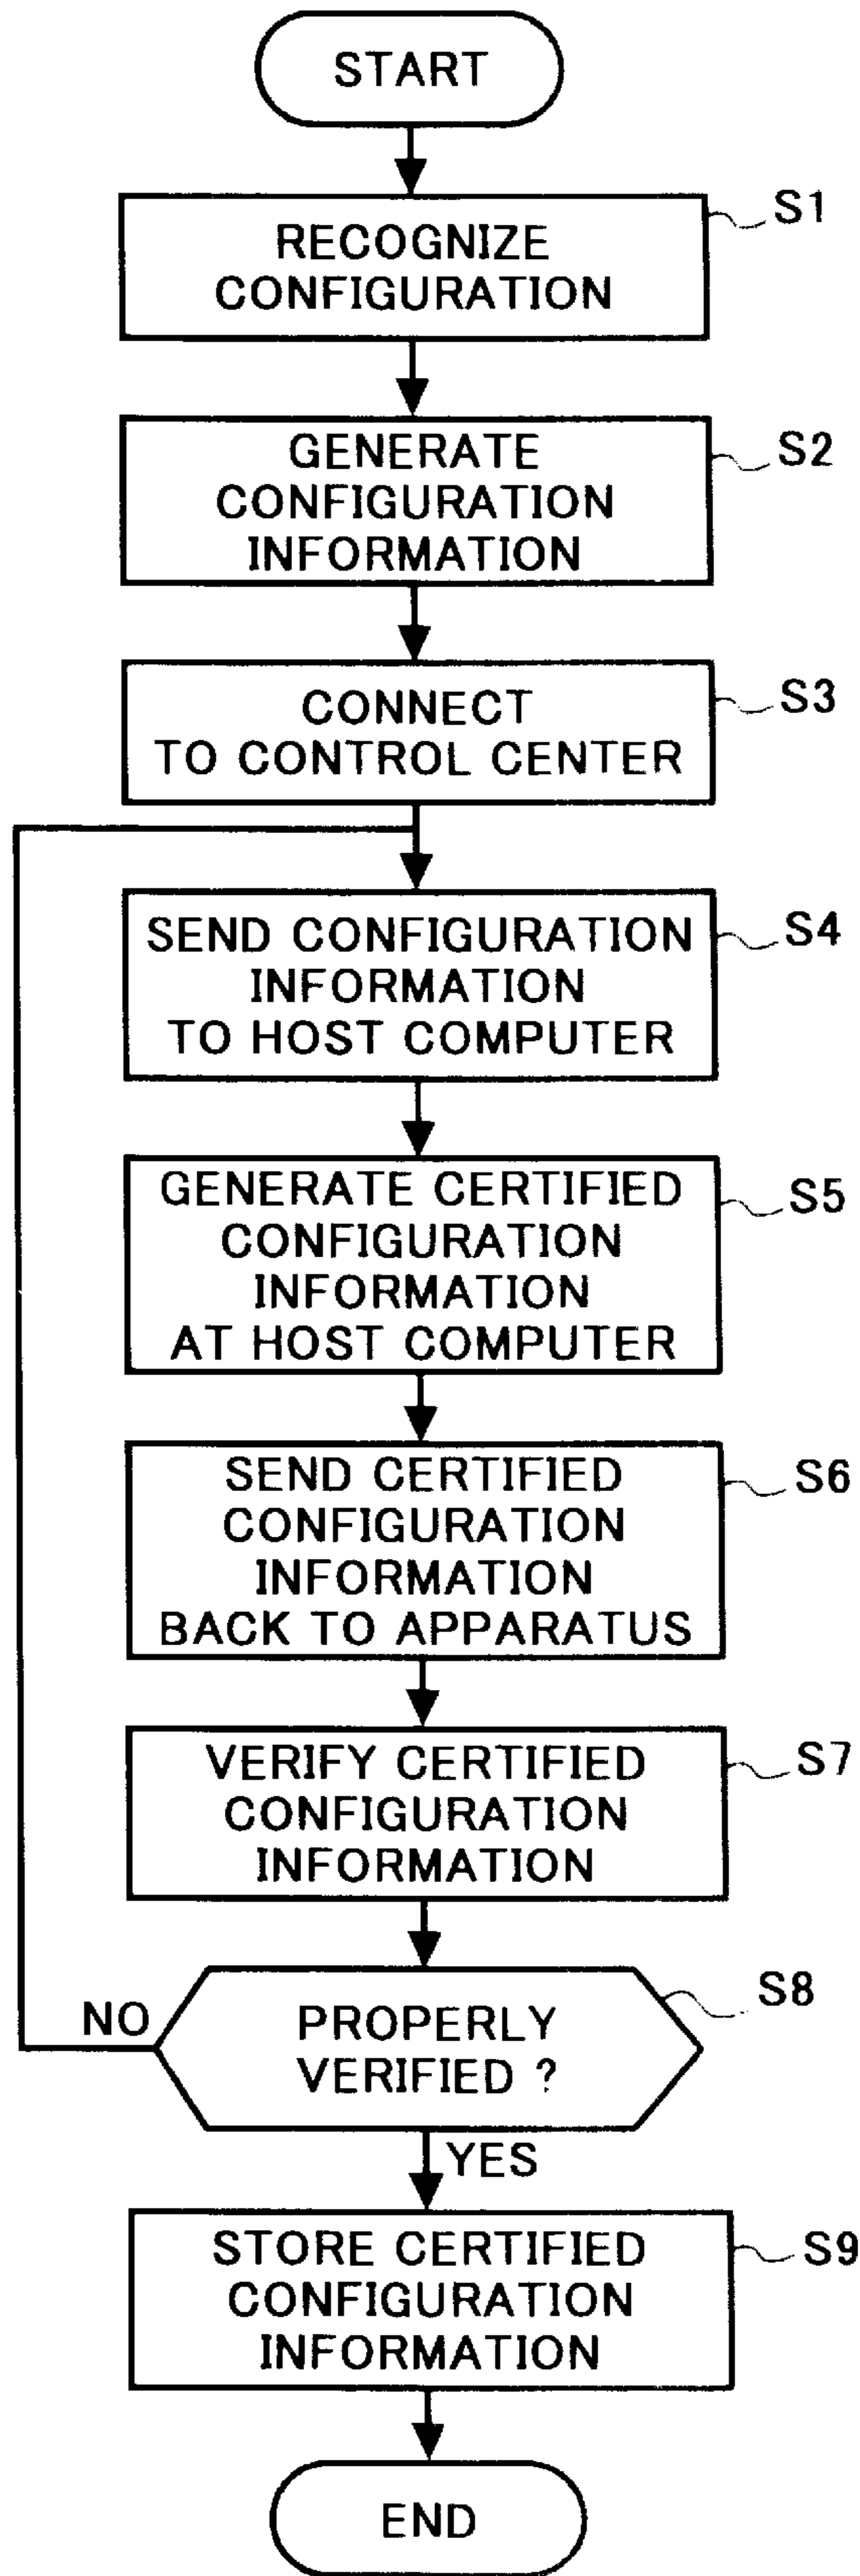 START
RECOGNIZE
CONFIGURATION
S1
GENERATE
CONFIGURATION
INFORMATION
S2
CONNECT
TO CONTROL CENTER
S3
SEND CONFIGURATION
INFORMATION
TO HOST COMPUTER
S4
GENERATE CERTIFIED
CONFIGURATION
INFORMATION
AT HOST COMPUTER
S5
SEND CERTIFIED
CONFIGURATION
INFORMATION
BACK TO APPARATUS
S6
VERIFY CERTIFIED
CONFIGURATION
INFORMATION
S7
NO
PROPERLY
VERIFIED ?
S8
YES
STORE CERTIFIED
CONFIGURATION
INFORMATION
S9
END